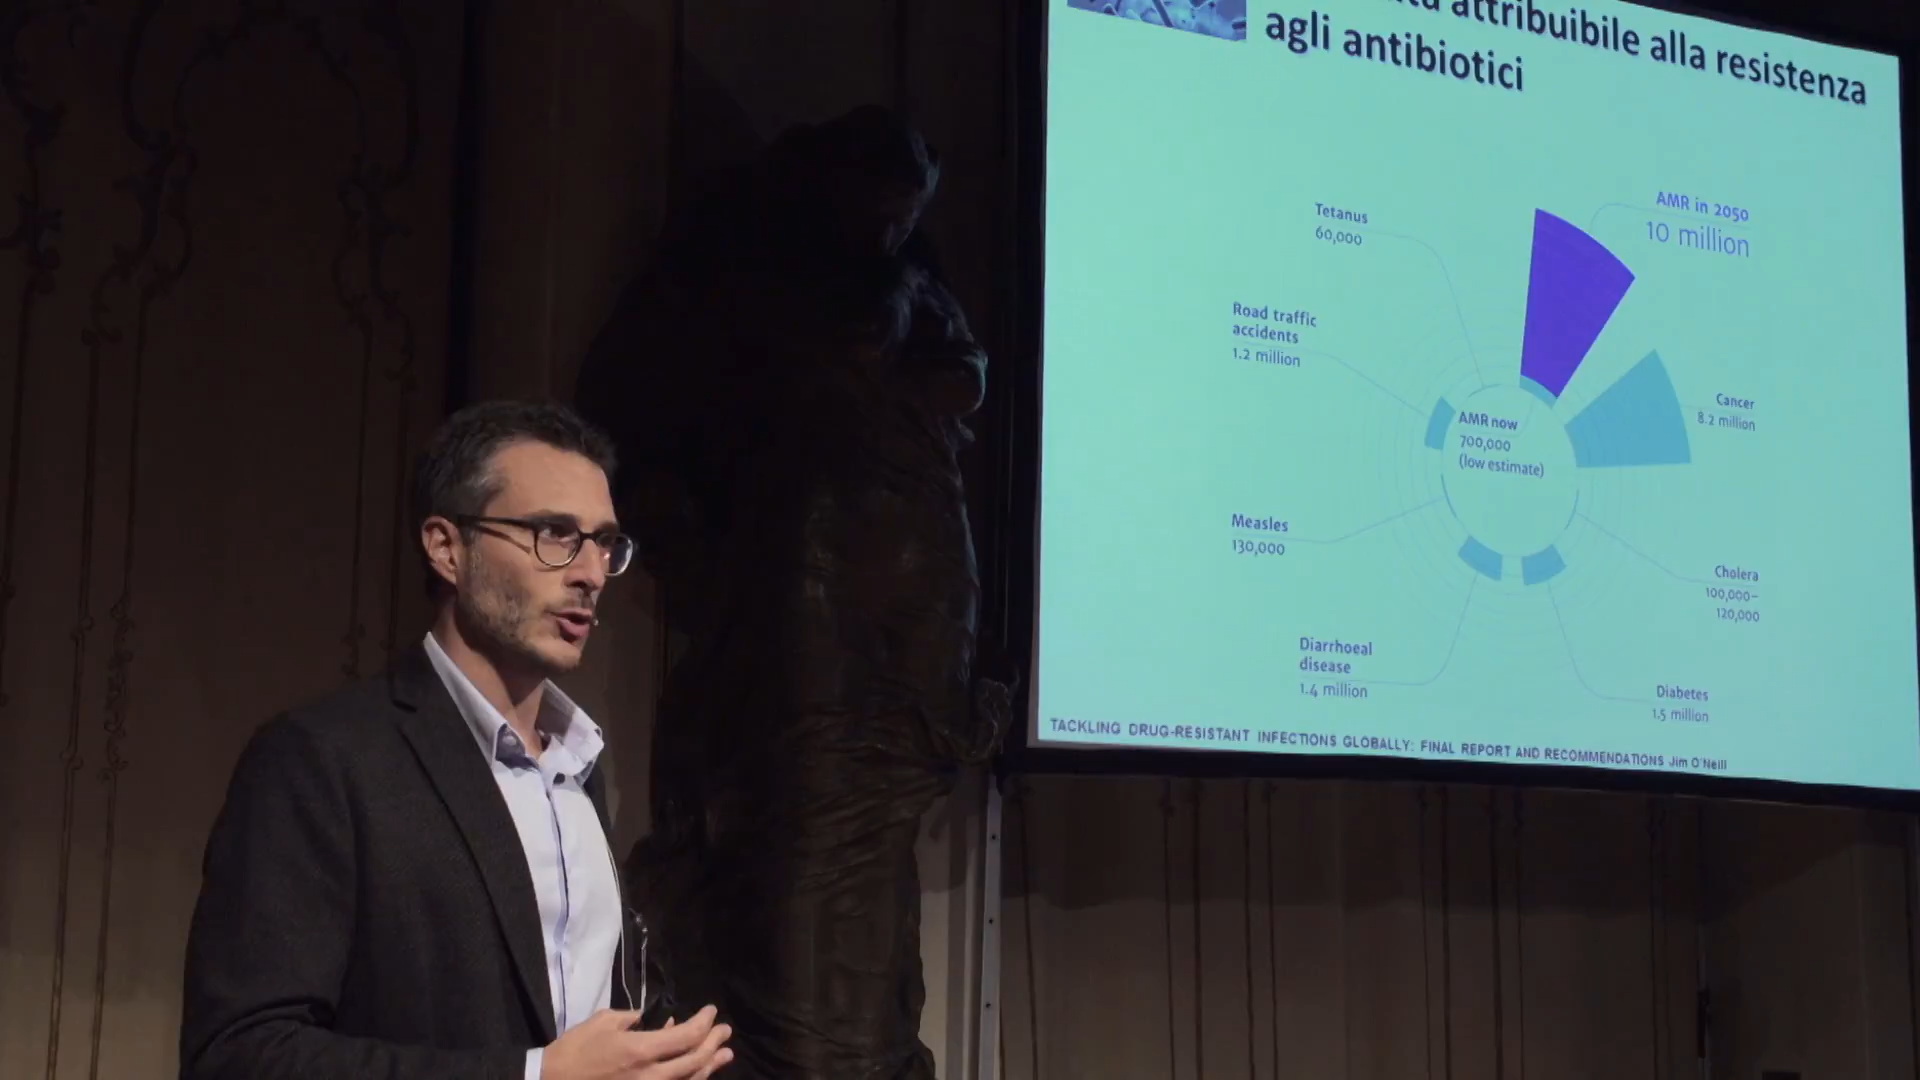 attribuibile alla resistenza
agli antibiotici
AMR in 2050
10 million
Tetanus
60,000
Road traffic
accidents
1.2 million
Cancer
8.2 million
AMR now
700,000
(low estimate)
Measles
130,000
Cholera
100,000–
120,000
Diarrhoeal
disease
1.4 million
Diabetes
1.5 million
TACKLING DRUG-RESISTANT INFECTIONS GLOBALLY: FINAL REPORT AND RECOMMENDATIONS Jim O'Neill